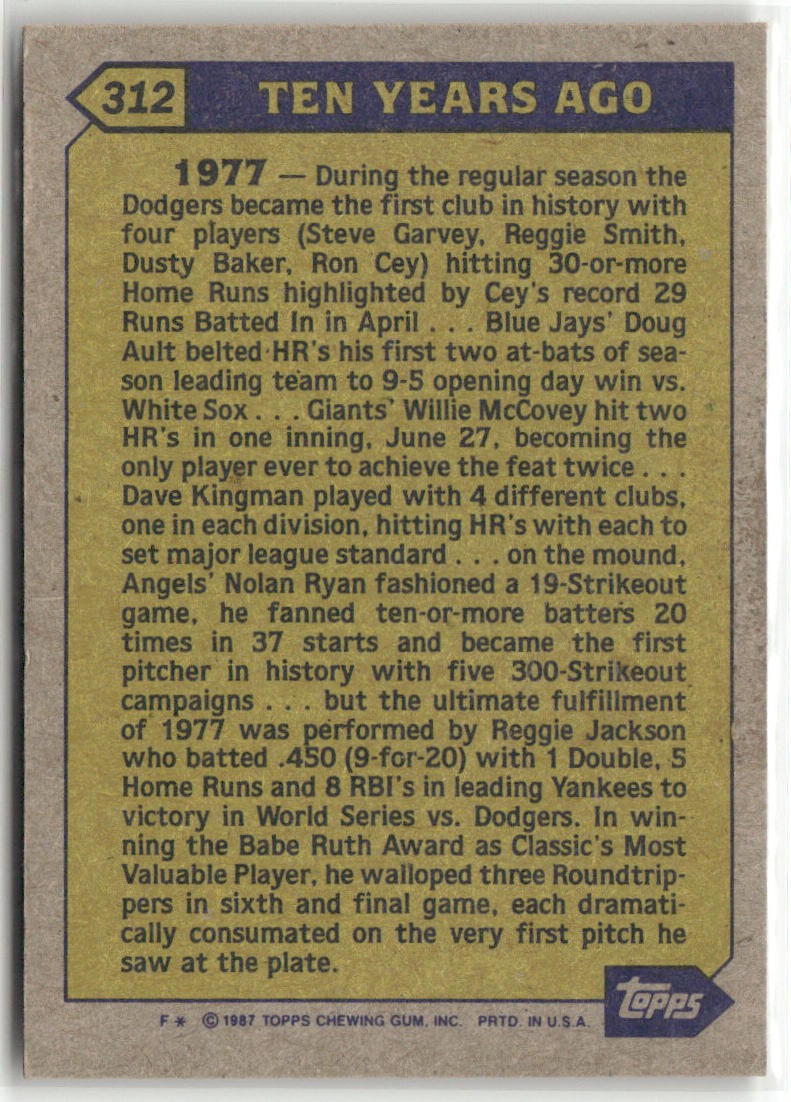 312 TEN YEARS AGO
1977 — During the regular season the
Dodgers became the first club in history with
four players (Steve Garvey, Reggie Smith,
Dusty Baker, Ron Cey) hitting 30-or-more
Home Runs highlighted by Cey's record 29
Runs Batted In in April . . . Blue Jays' Doug
Ault belted HR's his first two at-bats of sea-
son leading team to 9-5 opening day win vs.
White Sox . . . Giants' Willie McCovey hit two
HR's in one inning, June 27, becoming the
only player ever to achieve the feat twice . . .
Dave Kingman played with 4 different clubs,
one in each division, hitting HR's with each to
set major league standard . . . on the mound,
Angels' Nolan Ryan fashioned a 19-Strikeout
game, he fanned ten-or-more batters 20
times in 37 starts and became the first
pitcher in history with five 300-Strikeout
campaigns . . . but the ultimate fulfillment
of 1977 was performed by Reggie Jackson
who batted .450 (9-for-20) with 1 Double, 5
Home Runs and 8 RBI's in leading Yankees to
victory in World Series vs. Dodgers. In win-
ning the Babe Ruth Award as Classic's Most
Valuable Player, he walloped three Roundtrip-
pers in sixth and final game, each dramati-
cally consumated on the very first pitch he
saw at the plate.
topps
F * © 1987 TOPPS CHEWING GUM, INC. PRTD. IN U.S.A.